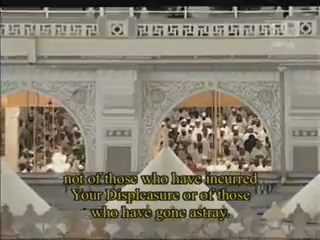 not of those who have incurred
Your Displeasure or of those
who have gone astray.